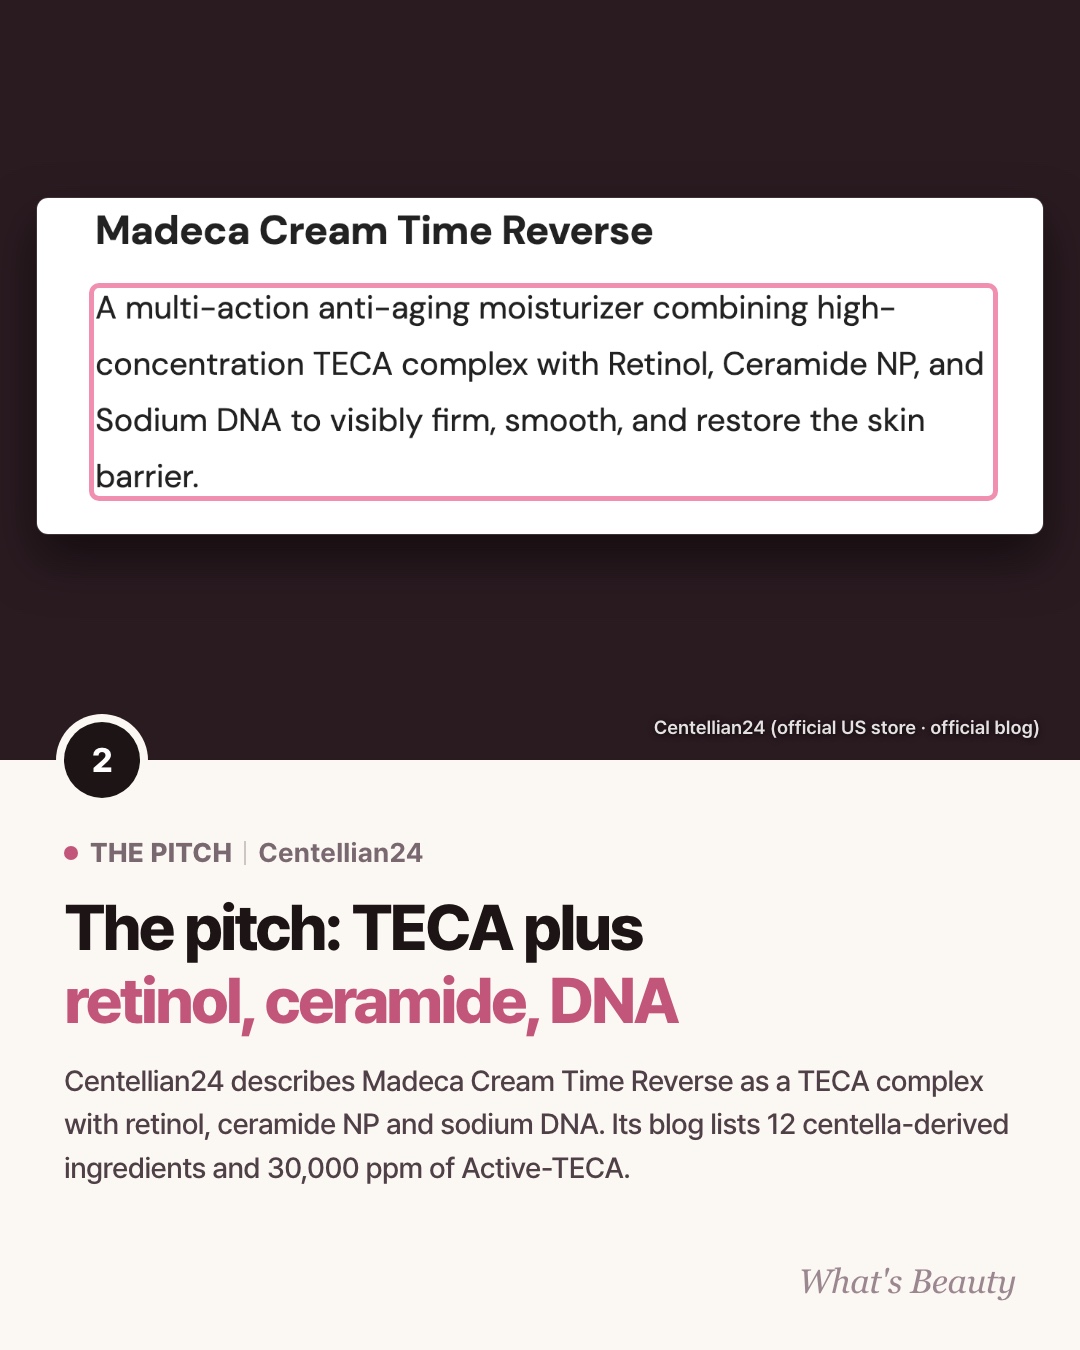 Madeca Cream Time Reverse
A multi-action anti-aging moisturizer combining high-
concentration TECA complex with Retinol, Ceramide NP, and
Sodium DNA to visibly firm, smooth, and restore the skin
barrier.
Centellian24 (official US store · official blog)
2
THE PITCH | Centellian24
The pitch: TECA plus
retinol, ceramide, DNA
Centellian24 describes Madeca Cream Time Reverse as a TECA complex
with retinol, ceramide NP and sodium DNA. Its blog lists 12 centella-derived
ingredients and 30,000 ppm of Active-TECA.
What's Beauty